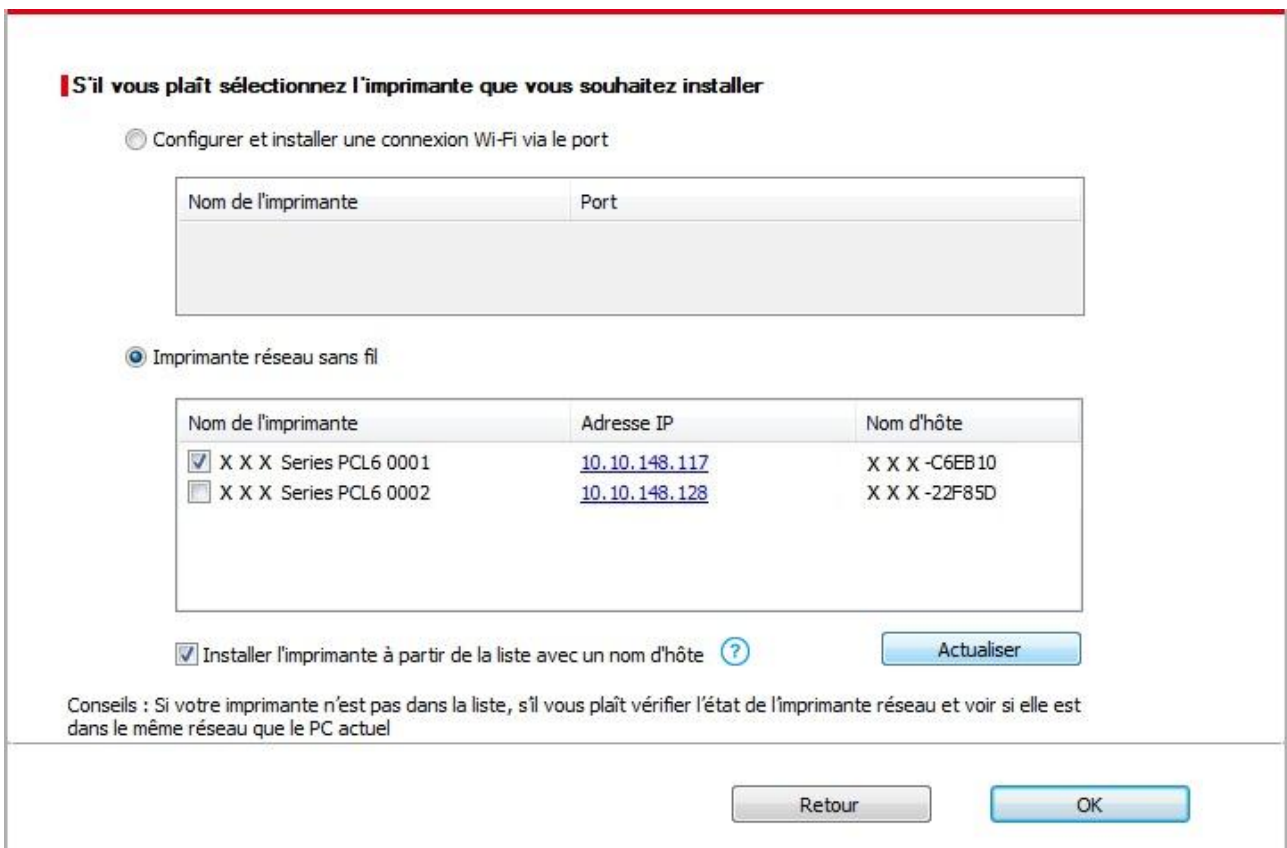 S'il vous plaît sélectionnez l'imprimante que vous souhaitez installer
Configurer et installer une connexion Wi-Fi via le port
Nom de l'imprimante Port
Imprimante réseau sans fil
Nom de l'imprimante Adresse IP Nom d'hôte
X X X Series PCL6 0001 10.10.148.117 X X X -C6EB10
X X X Series PCL6 0002 10.10.148.128 X X X -22F85D
Installer l'imprimante à partir de la liste avec un nom d'hôte ? Actualiser
Conseils : Si votre imprimante n'est pas dans la liste, s'il vous plaît vérifier l'état de l'imprimante réseau et voir si elle est
dans le même réseau que le PC actuel
Retour OK